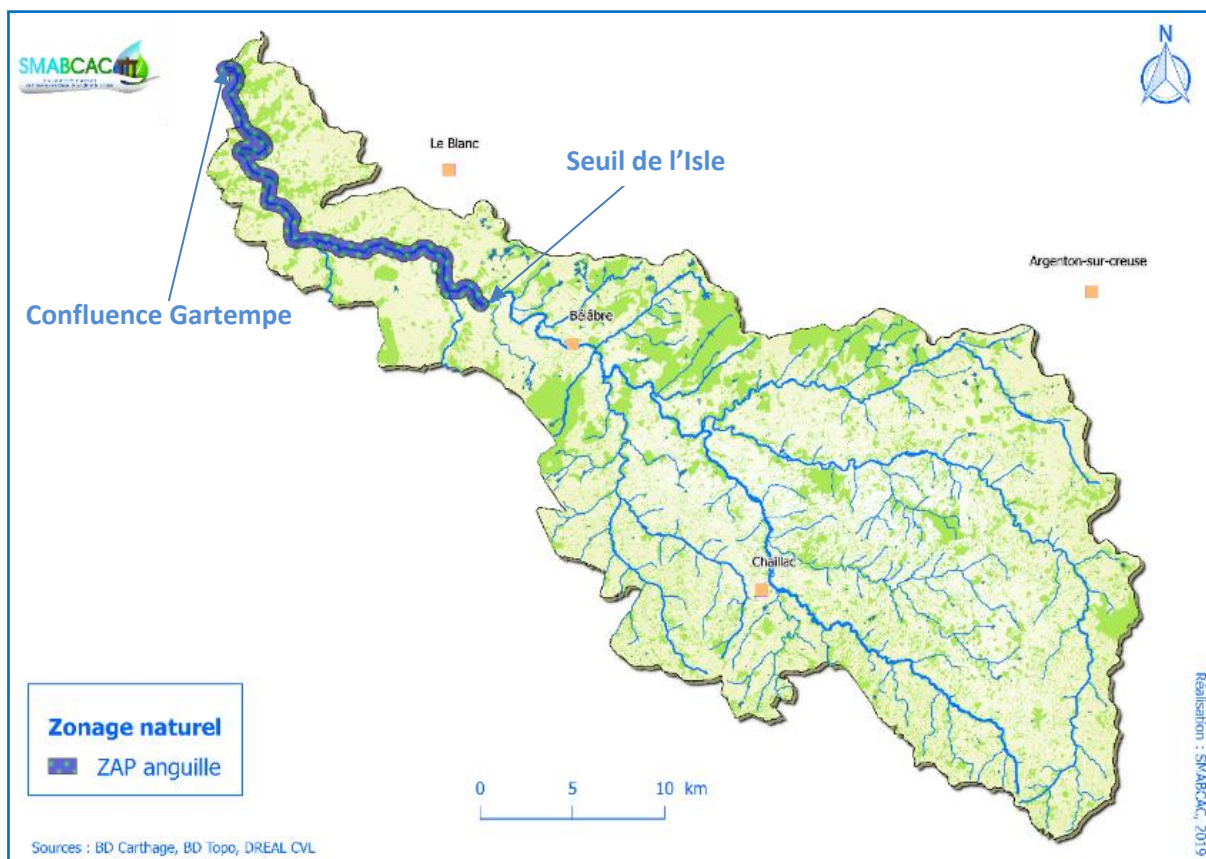 SMABCAC
N
Le Blanc
Seuil de l'Isle
Argenton-sur-creuse
Confluence Gartempe
Bélâbre
Chaillac
Zonage naturel
ZAP anguille
0 5 10 km
Réalisation : SMABCAC, 2019
Sources : BD Carthage, BD Topo, DREAL CVL